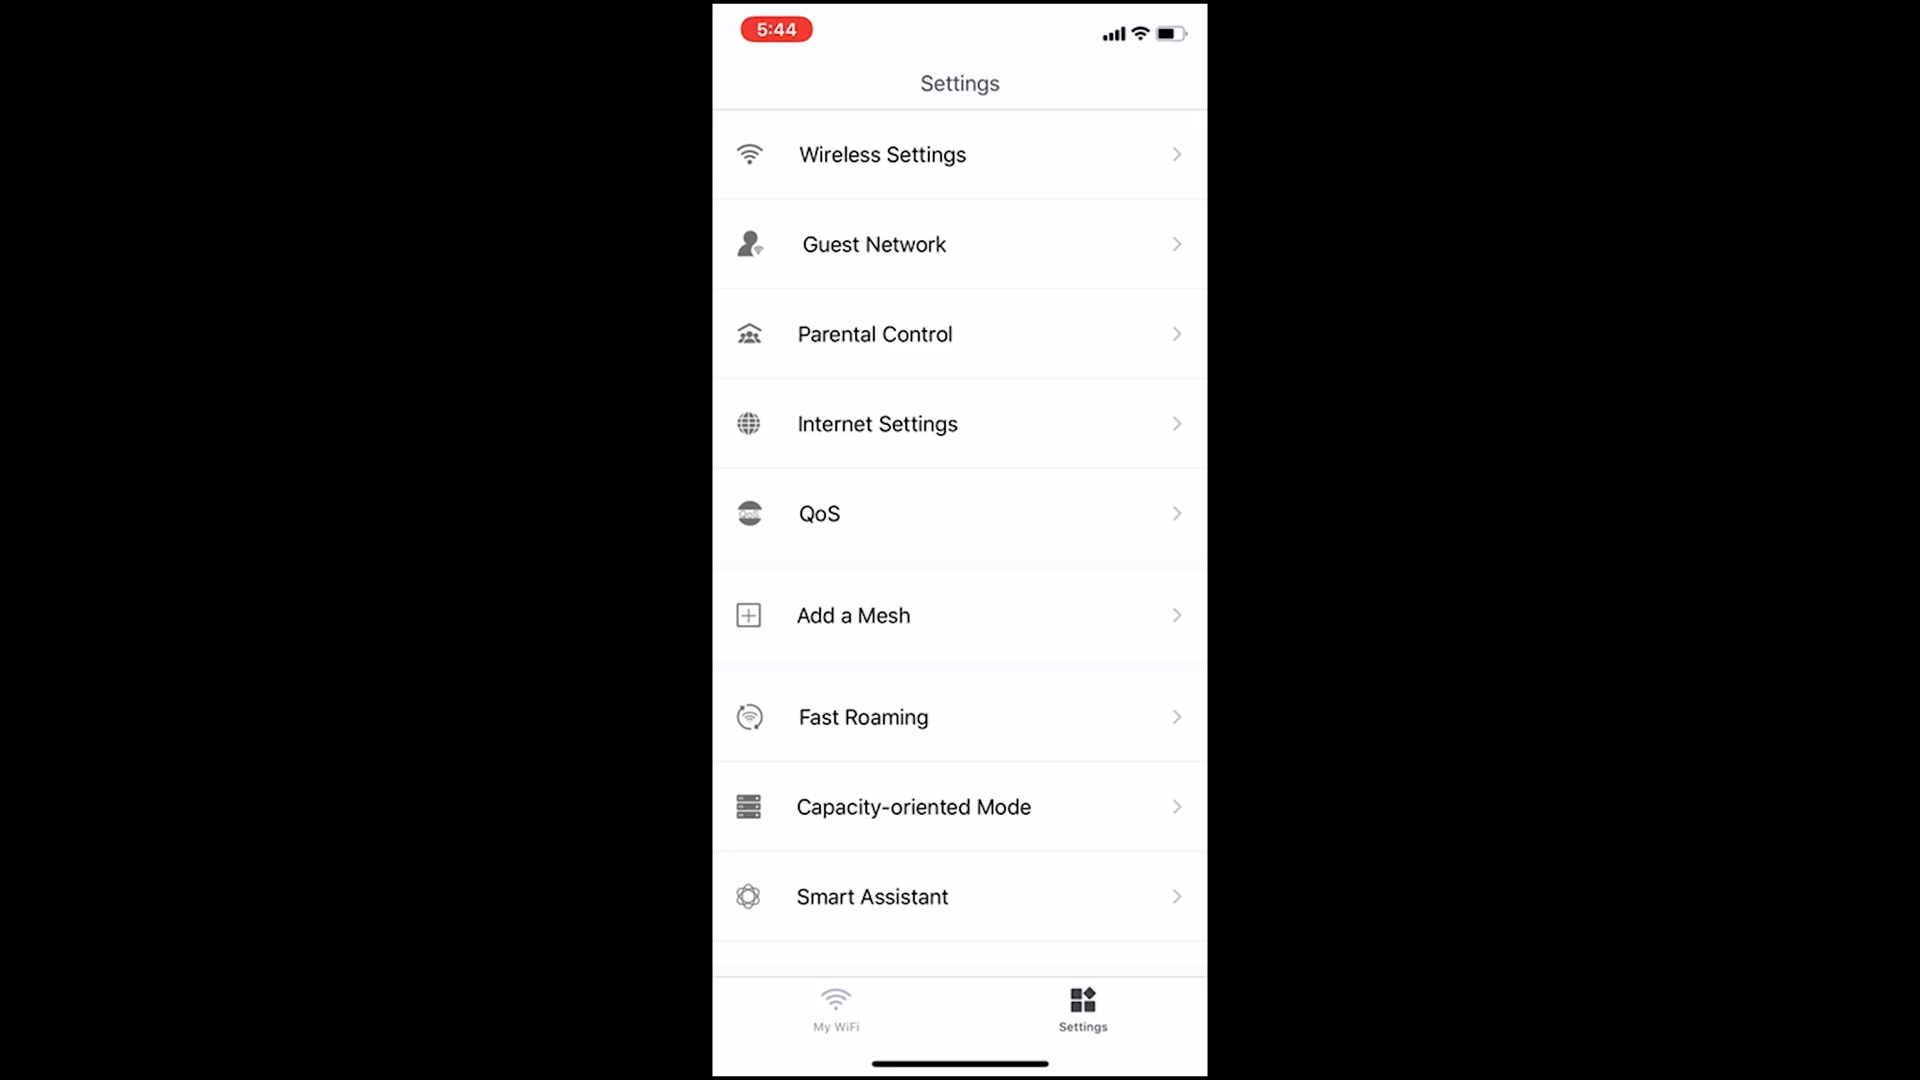 5:44
Settings
Wireless Settings
Guest Network
Parental Control
Internet Settings
QoS
QoS
Add a Mesh
Fast Roaming
Capacity-oriented Mode
Smart Assistant
My WiFi
Settings